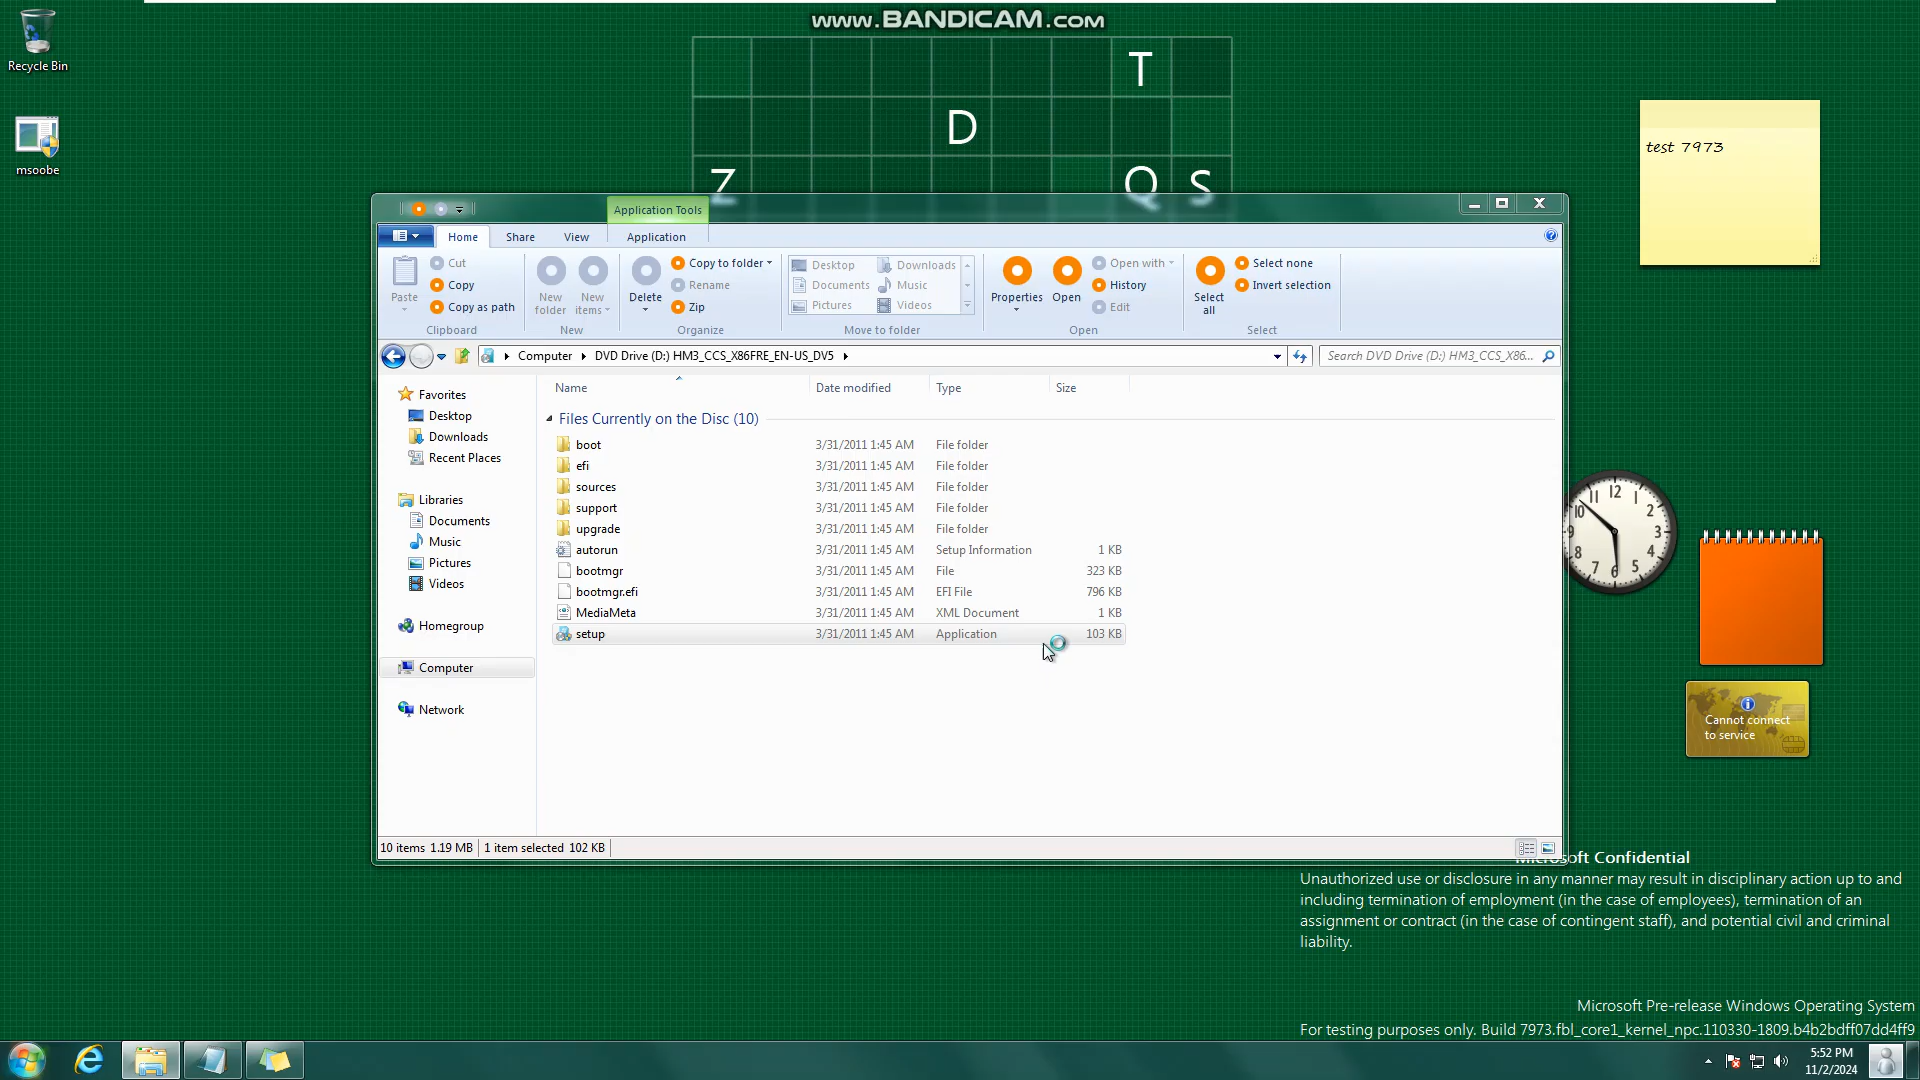 www.BANDICAM.com
Recycle Bin
msoobe
T
D
Z Q S
test 7973
Application Tools
Home Share View Application
Paste
Cut
Copy
Copy as path
Clipboard
New folder
New items
New
Delete
Copy to folder
Rename
Zip
Organize
Desktop Downloads
Documents Music
Pictures Videos
Move to folder
Properties
Open
Open with
History
Edit
Open
Select all
Select none
Invert selection
Select
Computer DVD Drive (D:) HM3_CCS_X86FRE_EN-US_DV5
Search DVD Drive (D:) HM3_CCS_X86...
Favorites
Desktop
Downloads
Recent Places
Libraries
Documents
Music
Pictures
Videos
Homegroup
Computer
Network
Name Date modified Type Size
Files Currently on the Disc (10)
boot 3/31/2011 1:45 AM File folder
efi 3/31/2011 1:45 AM File folder
sources 3/31/2011 1:45 AM File folder
support 3/31/2011 1:45 AM File folder
upgrade 3/31/2011 1:45 AM File folder
autorun 3/31/2011 1:45 AM Setup Information 1 KB
bootmgr 3/31/2011 1:45 AM File 323 KB
bootmgr.efi 3/31/2011 1:45 AM EFI File 796 KB
MediaMeta 3/31/2011 1:45 AM XML Document 1 KB
setup 3/31/2011 1:45 AM Application 103 KB
10 items 1.19 MB 1 item selected 102 KB
12 1 2 3 4 5 6 7 8 9 10 11
Cannot connect
to service
Microsoft Confidential
Unauthorized use or disclosure in any manner may result in disciplinary action up to and
including termination of employment (in the case of employees), termination of an
assignment or contract (in the case of contingent staff), and potential civil and criminal
liability.
Microsoft Pre-release Windows Operating System
For testing purposes only. Build 7973.fbl_core1_kernel_npc.110330-1809.b4b2bdff07dd4ff9
5:52 PM
11/2/2024